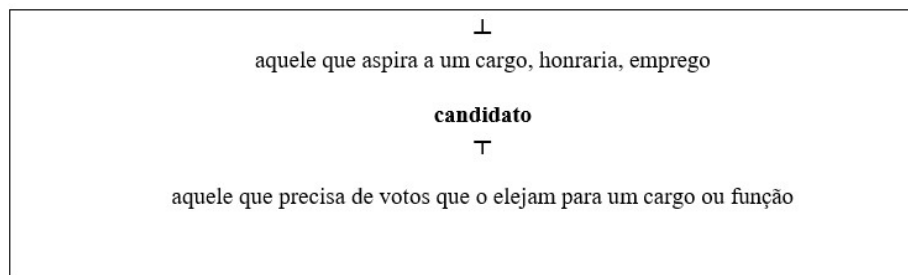 ⊥
aquele que aspira a um cargo, honraria, emprego
candidato
⊤
aquele que precisa de votos que o elejam para um cargo ou função